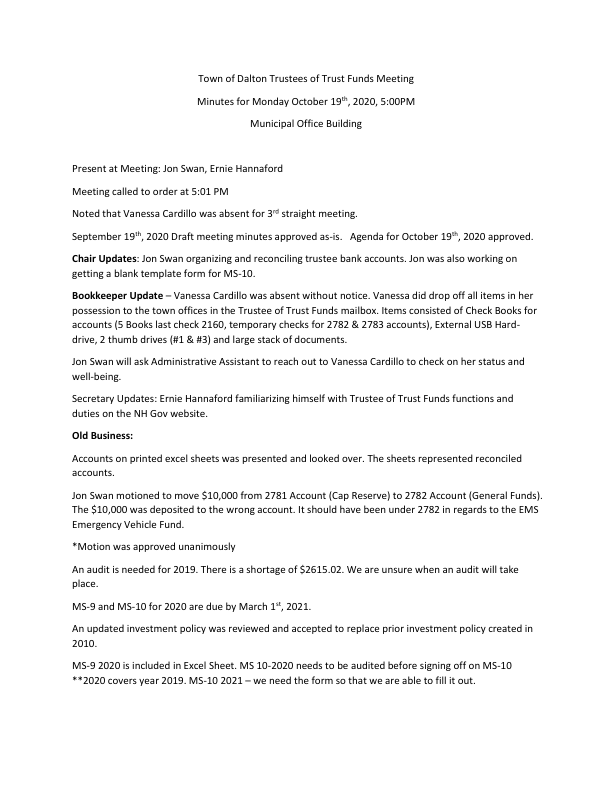 Town of Dalton Trustees of Trust Funds Meeting
Minutes for Monday October 19th, 2020, 5:00PM
Municipal Office Building
Present at Meeting: Jon Swan, Ernie Hannaford
Meeting called to order at 5:01 PM
Noted that Vanessa Cardillo was absent for 3rd straight meeting.
September 19th, 2020 Draft meeting minutes approved as-is.   Agenda for October 19th, 2020 approved.
Chair Updates: Jon Swan organizing and reconciling trustee bank accounts. Jon was also working on
getting a blank template form for MS-10.
Bookkeeper Update – Vanessa Cardillo was absent without notice. Vanessa did drop off all items in her
possession to the town offices in the Trustee of Trust Funds mailbox. Items consisted of Check Books for
accounts (5 Books last check 2160, temporary checks for 2782 & 2783 accounts), External USB Hard-
drive, 2 thumb drives (#1 & #3) and large stack of documents.
Jon Swan will ask Administrative Assistant to reach out to Vanessa Cardillo to check on her status and
well-being.
Secretary Updates: Ernie Hannaford familiarizing himself with Trustee of Trust Funds functions and
duties on the NH Gov website.
Old Business:
Accounts on printed excel sheets was presented and looked over. The sheets represented reconciled
accounts.
Jon Swan motioned to move $10,000 from 2781 Account (Cap Reserve) to 2782 Account (General Funds).
The $10,000 was deposited to the wrong account. It should have been under 2782 in regards to the EMS
Emergency Vehicle Fund.
*Motion was approved unanimously
An audit is needed for 2019. There is a shortage of $2615.02. We are unsure when an audit will take
place.
MS-9 and MS-10 for 2020 are due by March 1st, 2021.
An updated investment policy was reviewed and accepted to replace prior investment policy created in
2010.
MS-9 2020 is included in Excel Sheet. MS 10-2020 needs to be audited before signing off on MS-10
**2020 covers year 2019. MS-10 2021 – we need the form so that we are able to fill it out.